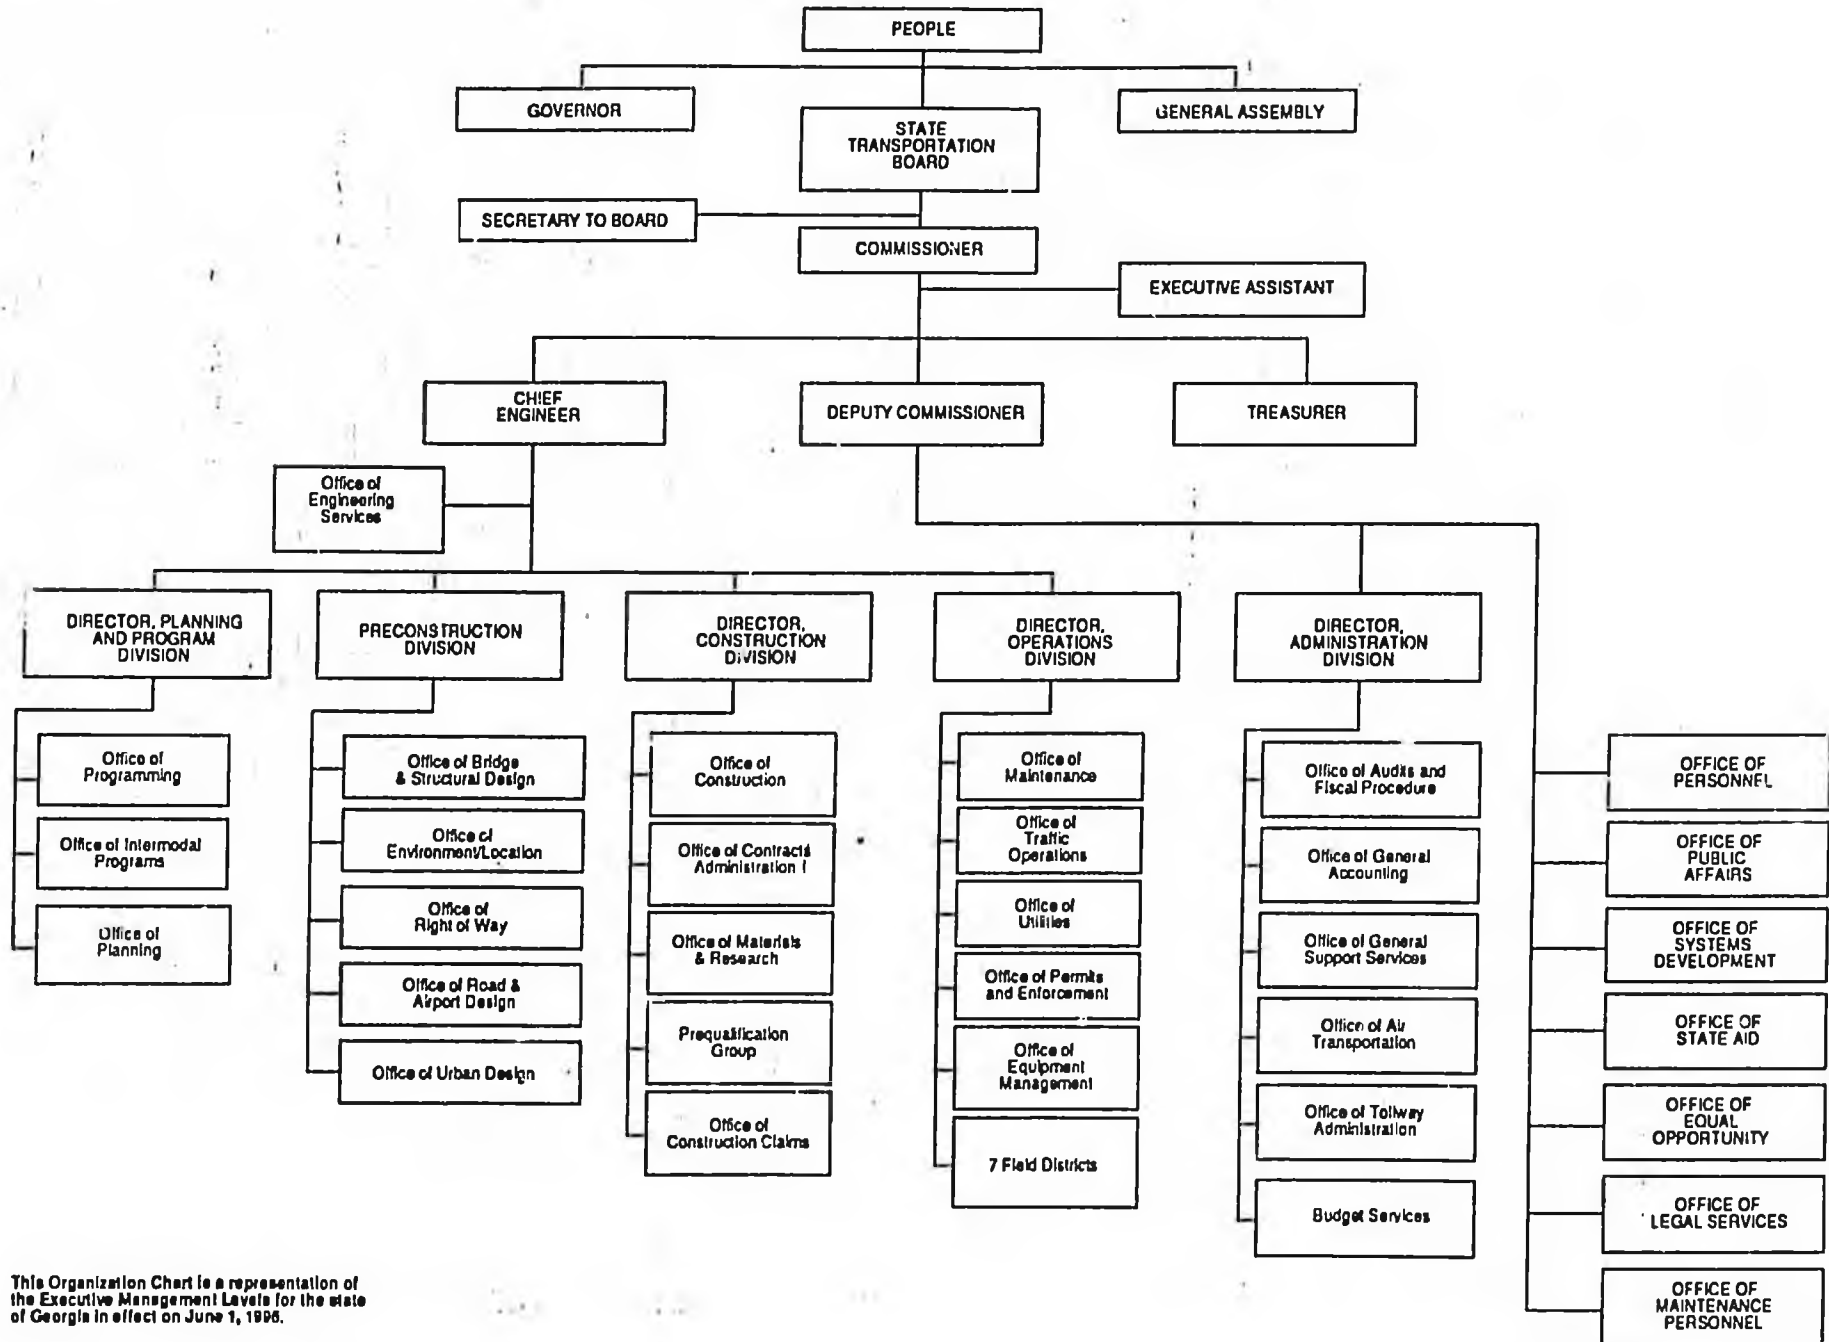 PEOPLE
GOVERNOR
GENERAL ASSEMBLY
STATE
TRANSPORTATION
BOARD
SECRETARY TO BOARD
COMMISSIONER
EXECUTIVE ASSISTANT
CHIEF
ENGINEER
DEPUTY COMMISSIONER
TREASURER
Office of
Engineering
Services
DIRECTOR, PLANNING
AND PROGRAM
DIVISION
PRECONSTRUCTION
DIVISION
DIRECTOR,
CONSTRUCTION
DIVISION
DIRECTOR,
OPERATIONS
DIVISION
DIRECTOR,
ADMINISTRATION
DIVISION
Office of
Programming
Office of Intermodal
Programs
Office of
Planning
Office of Bridge
& Structural Design
Office of
Environment/Location
Office of
Right of Way
Office of Road &
Airport Design
Office of Urban Design
Office of
Construction
Office of Contracts
Administration
Office of Materials
& Research
Prequalification
Group
Office of
Construction Claims
Office of
Maintenance
Office of
Traffic
Operations
Office of
Utilities
Office of Permits
and Enforcement
Office of
Equipment
Management
7 Field Districts
Office of Audits and
Fiscal Procedure
Office of General
Accounting
Office of General
Support Services
Office of Air
Transportation
Office of Tollway
Administration
Budget Services
OFFICE OF
PERSONNEL
OFFICE OF
PUBLIC
AFFAIRS
OFFICE OF
SYSTEMS
DEVELOPMENT
OFFICE OF
STATE AID
OFFICE OF
EQUAL
OPPORTUNITY
OFFICE OF
LEGAL SERVICES
OFFICE OF
MAINTENANCE
PERSONNEL
This Organization Chart is a representation of
the Executive Management Levels for the state
of Georgia in effect on June 1,